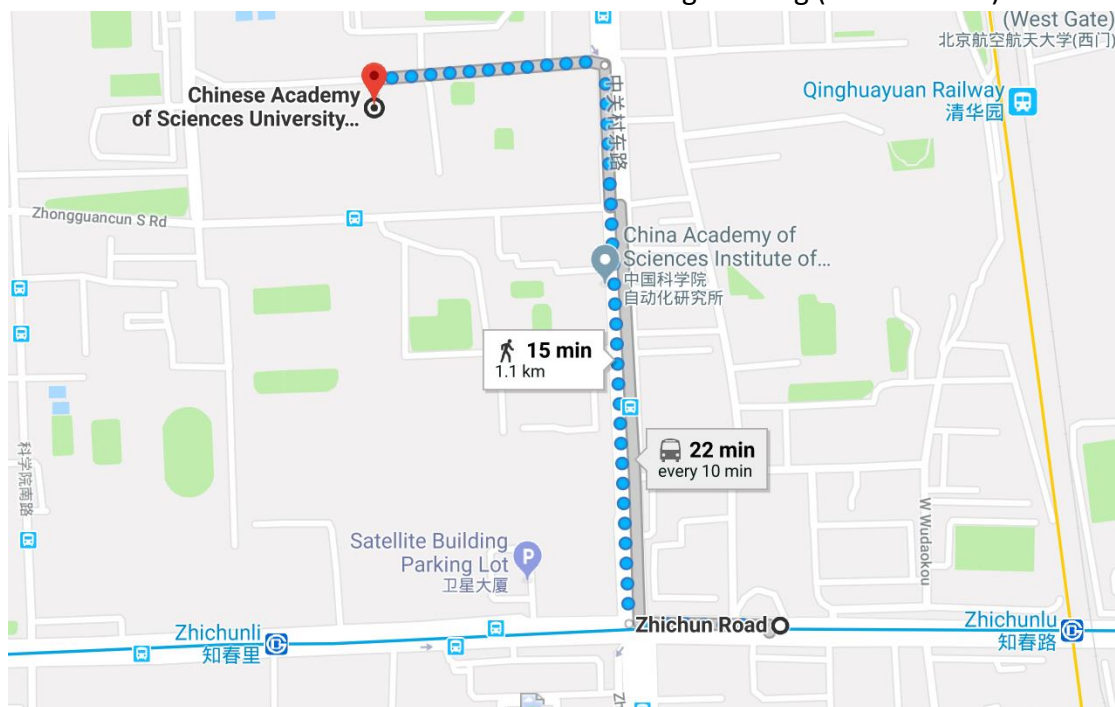 (West Gate)
北京航空航天大学(西门)
Qinghuayuan Railway
清华园
Chinese Academy
of Sciences University...
中关村东路
Zhongguancun S Rd
China Academy of
Sciences Institute of...
中国科学院
自动化研究所
15 min
1.1 km
22 min
every 10 min
科学院南路
W Wudaokou
Satellite Building
Parking Lot
卫星大厦
P
Zhichunli
知春里
Zhichun Road
Zhichunlu
知春路